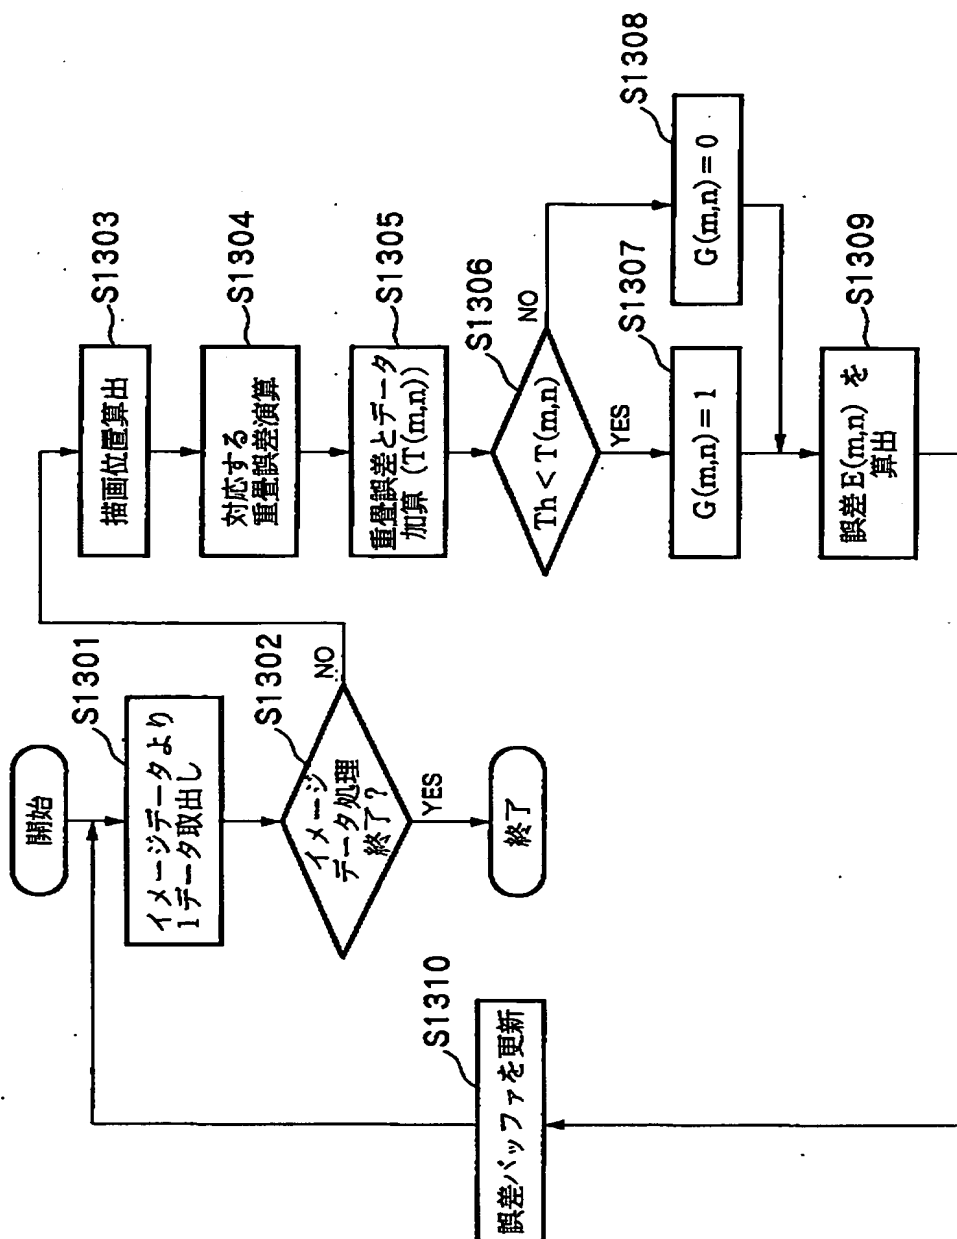 開始
S1301
イメージデータより
1データ取出し
S1302
イメージ
データ処理
終了?
NO
YES
終了
S1303
描画位置算出
S1304
対応する
重畳誤差演算
S1305
重畳誤差とデータ
加算 (T(m,n))
S1306
Th < T(m,n)
NO
YES
S1307
G(m,n) = 1
S1308
G(m,n) = 0
S1309
誤差E(m,n) を
算出
S1310
誤差バッファを更新